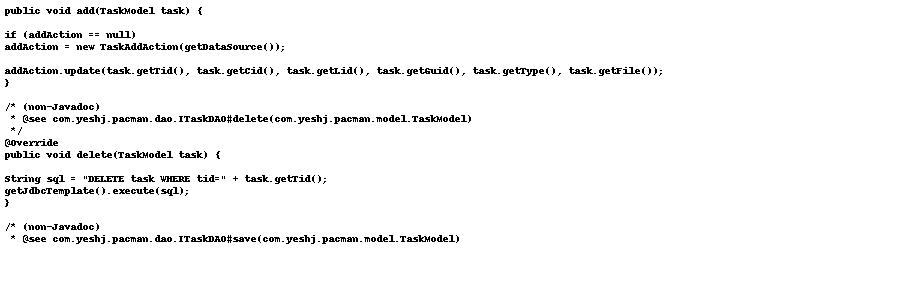 public void add(TaskModel task) {
if (addAction == null)
addAction = new TaskAddAction(getDataSource());
addAction.update(task.getTid(), task.getCid(), task.getLid(), task.getGuid(), task.getType(), task.getFile());
}
/* (non-Javadoc)
 * @see com.yeshj.pacman.dao.ITaskDAO#delete(com.yeshj.pacman.model.TaskModel)
 */
@Override
public void delete(TaskModel task) {
String sql = "DELETE task WHERE tid=" + task.getTid();
getJdbcTemplate().execute(sql);
}
/* (non-Javadoc)
 * @see com.yeshj.pacman.dao.ITaskDAO#save(com.yeshj.pacman.model.TaskModel)